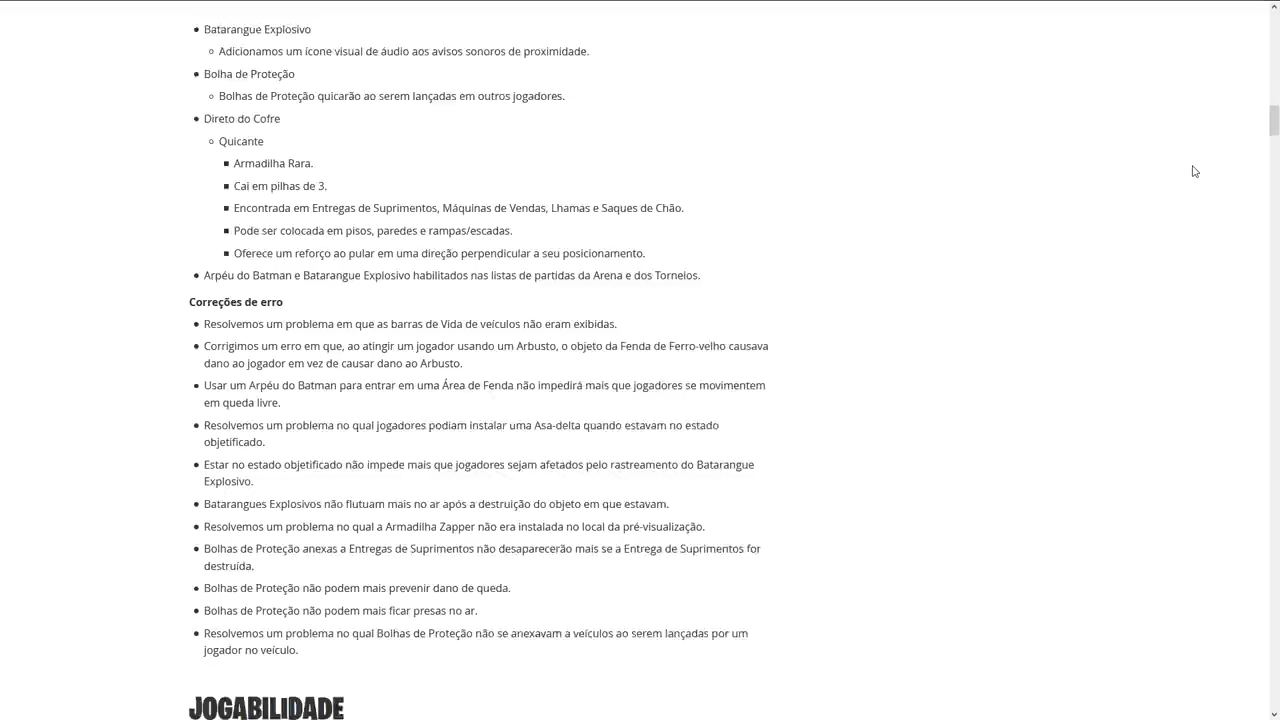 Batarangue Explosivo
Adicionamos um ícone visual de áudio aos avisos sonoros de proximidade.
Bolha de Proteção
Bolhas de Proteção quicarão ao serem lançadas em outros jogadores.
Direto do Cofre
Quicante
Armadilha Rara.
Cai em pilhas de 3.
Encontrada em Entregas de Suprimentos, Máquinas de Vendas, Lhamas e Saques de Chão.
Pode ser colocada em pisos, paredes e rampas/escadas.
Oferece um reforço ao pular em uma direção perpendicular a seu posicionamento.
Arpéu do Batman e Batarangue Explosivo habilitados nas listas de partidas da Arena e dos Torneios.
Correções de erro
Resolvemos um problema em que as barras de Vida de veículos não eram exibidas.
Corrigimos um erro em que, ao atingir um jogador usando um Arbusto, o objeto da Fenda de Ferro-velho causava
dano ao jogador em vez de causar dano ao Arbusto.
Usar um Arpéu do Batman para entrar em uma Área de Fenda não impedirá mais que jogadores se movimentem
em queda livre.
Resolvemos um problema no qual jogadores podiam instalar uma Asa-delta quando estavam no estado
objetificado.
Estar no estado objetificado não impede mais que jogadores sejam afetados pelo rastreamento do Batarangue
Explosivo.
Batarangues Explosivos não flutuam mais no ar após a destruição do objeto em que estavam.
Resolvemos um problema no qual a Armadilha Zapper não era instalada no local da pré-visualização.
Bolhas de Proteção anexas a Entregas de Suprimentos não desaparecerão mais se a Entrega de Suprimentos for
destruída.
Bolhas de Proteção não podem mais prevenir dano de queda.
Bolhas de Proteção não podem mais ficar presas no ar.
Resolvemos um problema no qual Bolhas de Proteção não se anexavam a veículos ao serem lançadas por um
jogador no veículo.
JOGABILIDADE